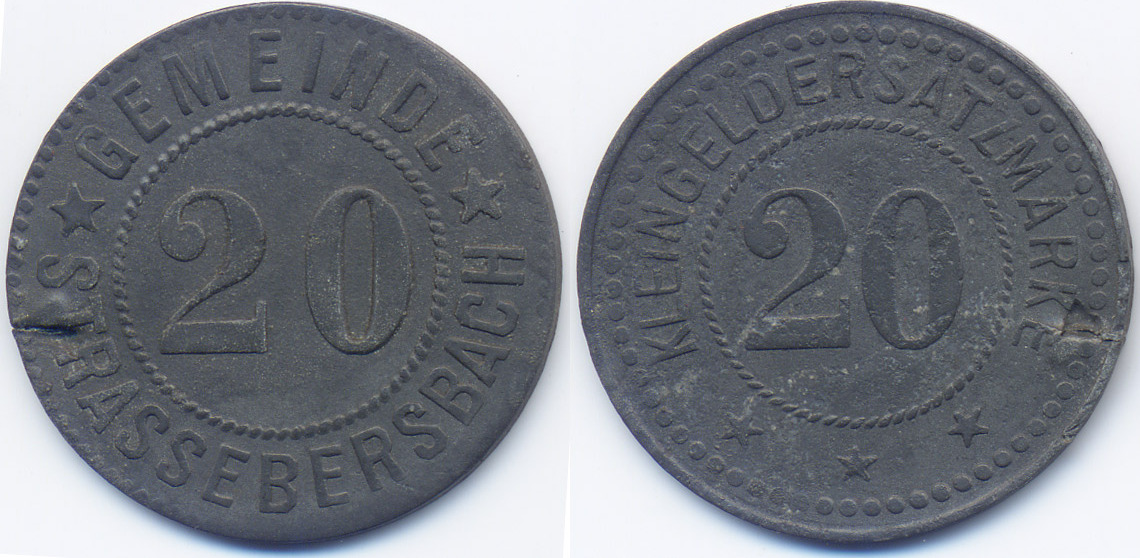 GEMEINDE
STRASSEBERSBACH
20
KLEINGELDERSATZMARKE
20